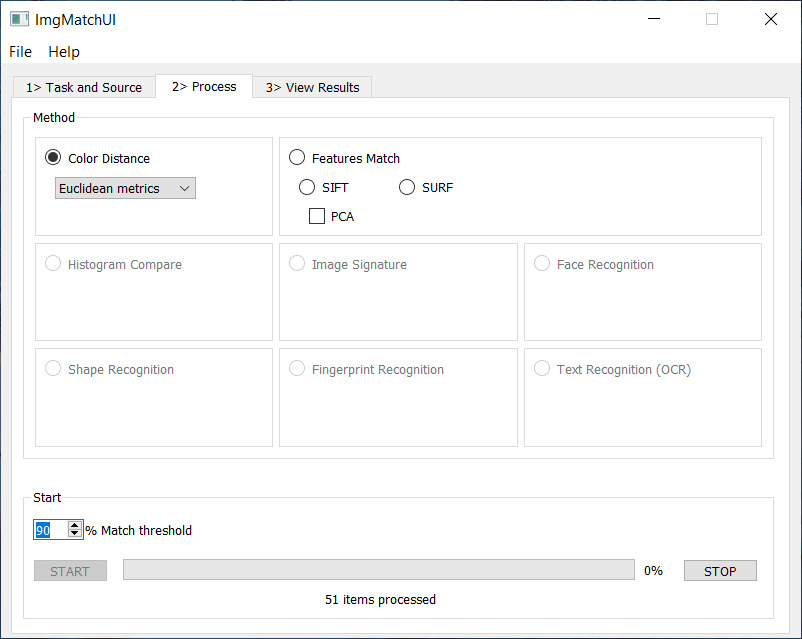 ImgMatchUI
File Help
1> Task and Source 2> Process 3> View Results
Method
Color Distance Features Match
Euclidean metrics SIFT SURF
PCA
Histogram Compare Image Signature Face Recognition
Shape Recognition Fingerprint Recognition Text Recognition (OCR)
Start
90 % Match threshold
START 0% STOP
51 items processed